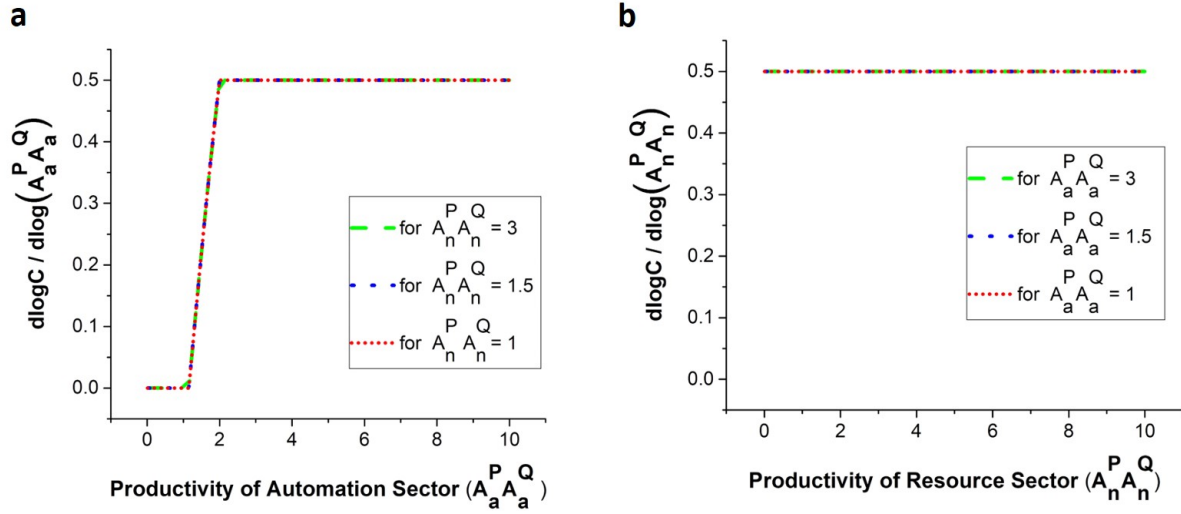 a
dlogC / dlog(A_a^P A_a^Q)
0.5
0.4
0.3
0.2
0.1
0.0
for A_n^P A_n^Q = 3
for A_n^P A_n^Q = 1.5
for A_n^P A_n^Q = 1
0 2 4 6 8 10
Productivity of Automation Sector (A_a^P A_a^Q)
b
dlogC / dlog(A_n^P A_n^Q)
0.5
0.4
0.3
0.2
0.1
0.0
for A_a^P A_a^Q = 3
for A_a^P A_a^Q = 1.5
for A_a^P A_a^Q = 1
0 2 4 6 8 10
Productivity of Resource Sector (A_n^P A_n^Q)